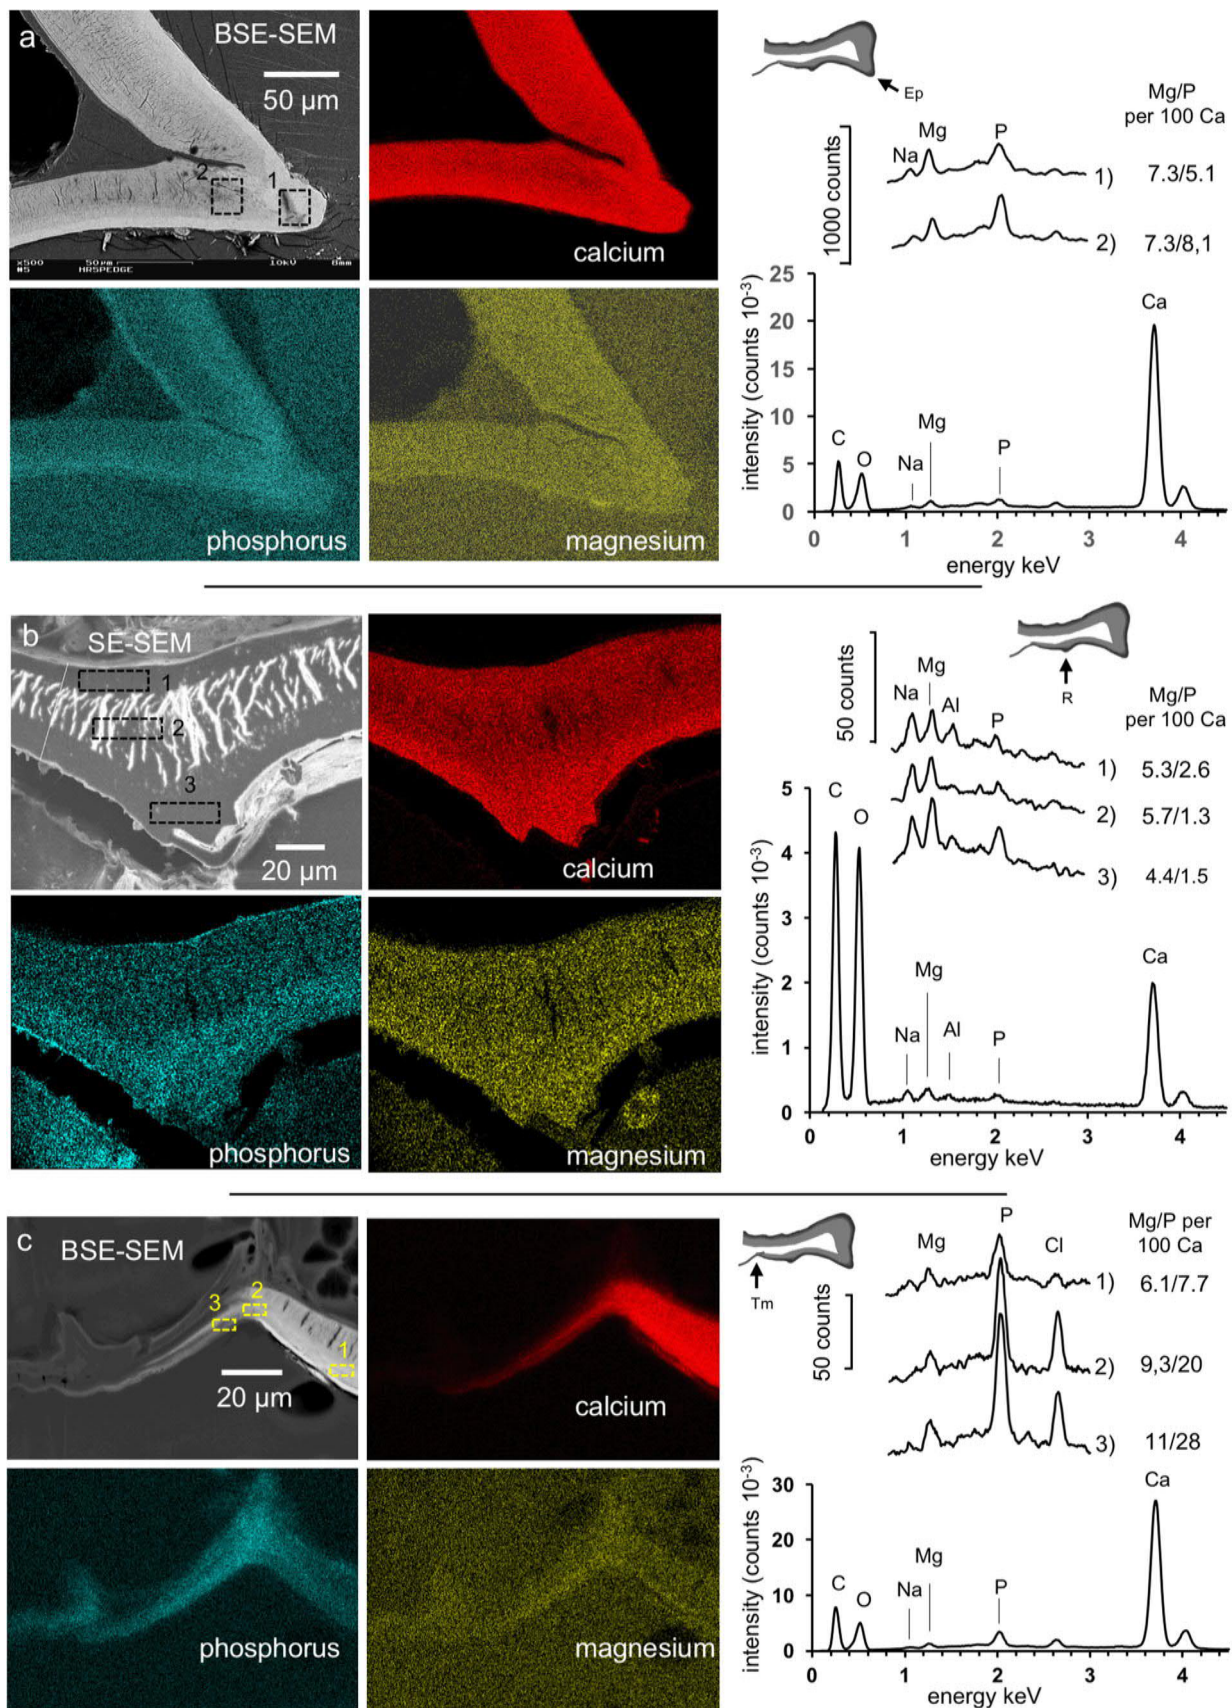 a
BSE-SEM
50 µm
2
1
x500 50µm 10kV 8mm
#5 MRSPEDGE
calcium
phosphorus
magnesium
Ep
Mg/P
per 100 Ca
1000 counts
Na
Mg
P
1)
7.3/5.1
2)
7.3/8,1
intensity (counts 10-3)
25
20
15
10
5
0
C
O
Na
Mg
P
Ca
0
1
2
3
4
energy keV
b
SE-SEM
1
2
3
20 µm
calcium
phosphorus
magnesium
R
Mg/P
per 100 Ca
50 counts
Na
Mg
Al
P
1)
5.3/2.6
2)
5.7/1.3
3)
4.4/1.5
intensity (counts 10-3)
5
4
3
2
1
0
C
O
Na
Mg
Al
P
Ca
0
1
2
3
4
energy keV
c
BSE-SEM
3
2
1
20 µm
calcium
phosphorus
magnesium
Tm
Mg/P per
100 Ca
50 counts
Mg
P
Cl
1)
6.1/7.7
2)
9,3/20
3)
11/28
intensity (counts 10-3)
30
20
10
0
C
O
Na
Mg
P
Ca
0
1
2
3
4
energy keV